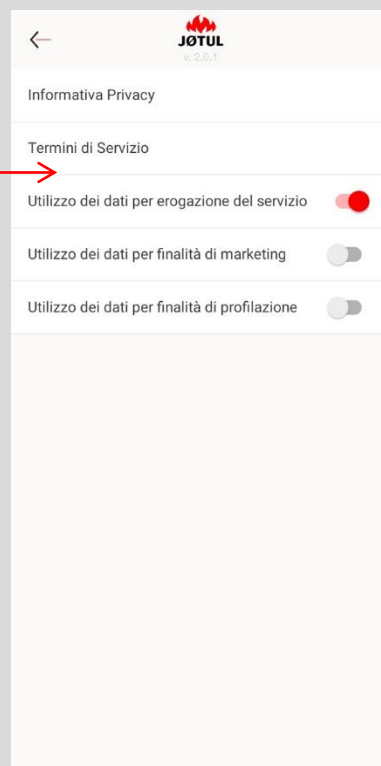 JØTUL
v. 2.0.1
Informativa Privacy
Termini di Servizio
Utilizzo dei dati per erogazione del servizio
Utilizzo dei dati per finalità di marketing
Utilizzo dei dati per finalità di profilazione